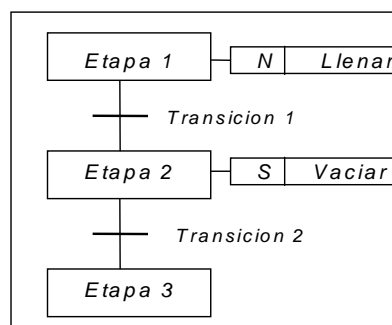 Etapa 1 N Llenar
Transicion 1
Etapa 2 S Vaciar
Transicion 2
Etapa 3